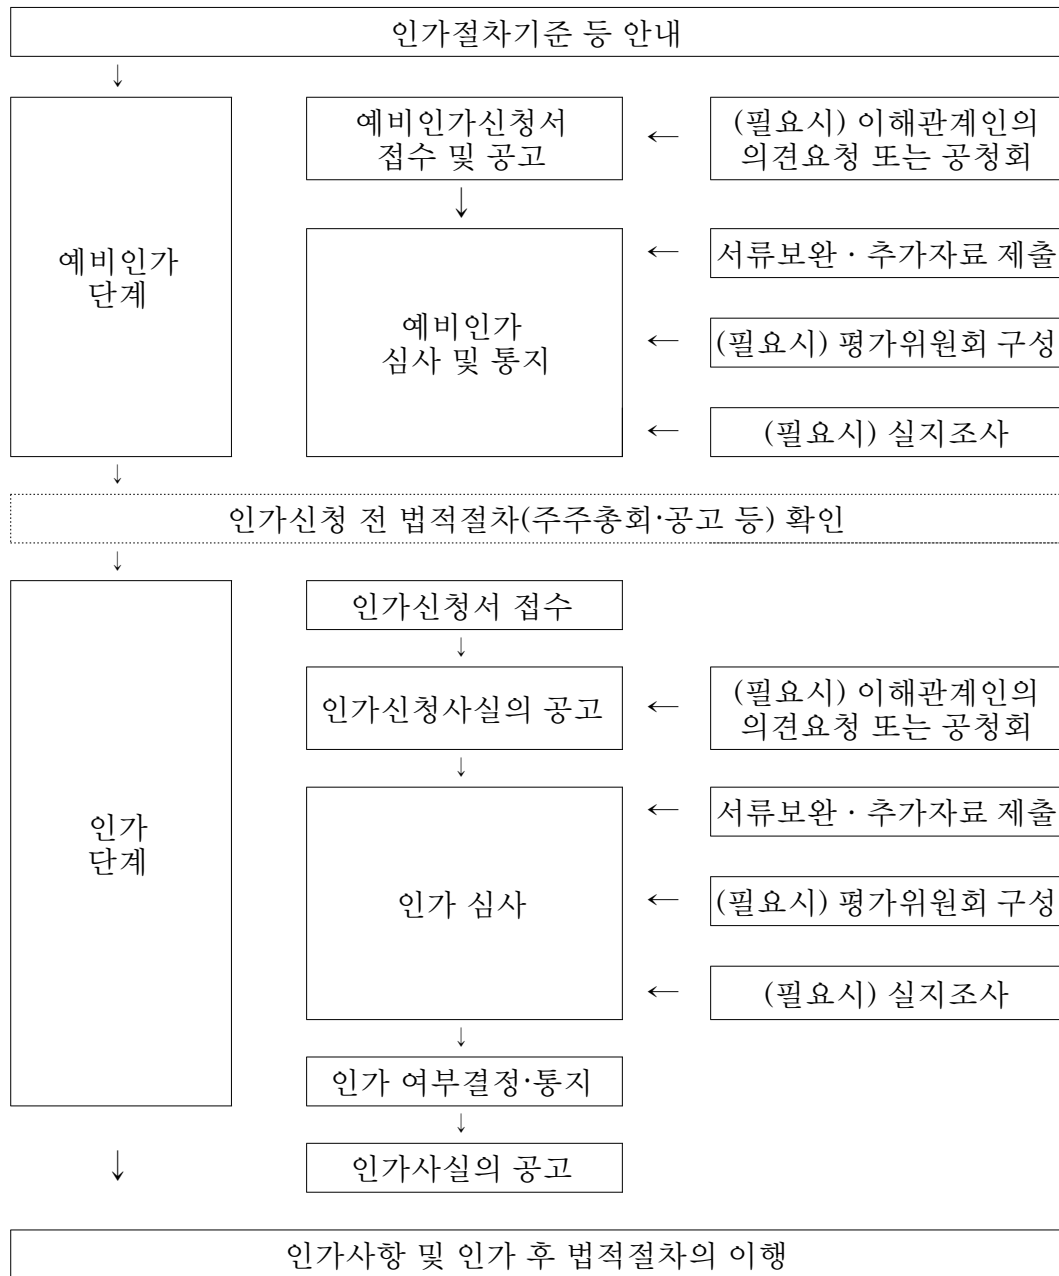 인가절차기준 등 안내
↓
예비인가신청서
접수 및 공고
←
(필요시) 이해관계인의
의견요청 또는 공청회
↓
예비인가
단계
예비인가
심사 및 통지
←
서류보완 · 추가자료 제출
←
(필요시) 평가위원회 구성
←
(필요시) 실지조사
↓
인가신청 전 법적절차(주주총회·공고 등) 확인
↓
인가
단계
인가신청서 접수
↓
인가신청사실의 공고
←
(필요시) 이해관계인의
의견요청 또는 공청회
↓
인가 심사
←
서류보완 · 추가자료 제출
←
(필요시) 평가위원회 구성
←
(필요시) 실지조사
↓
인가 여부결정·통지
↓
인가사실의 공고
↓
인가사항 및 인가 후 법적절차의 이행